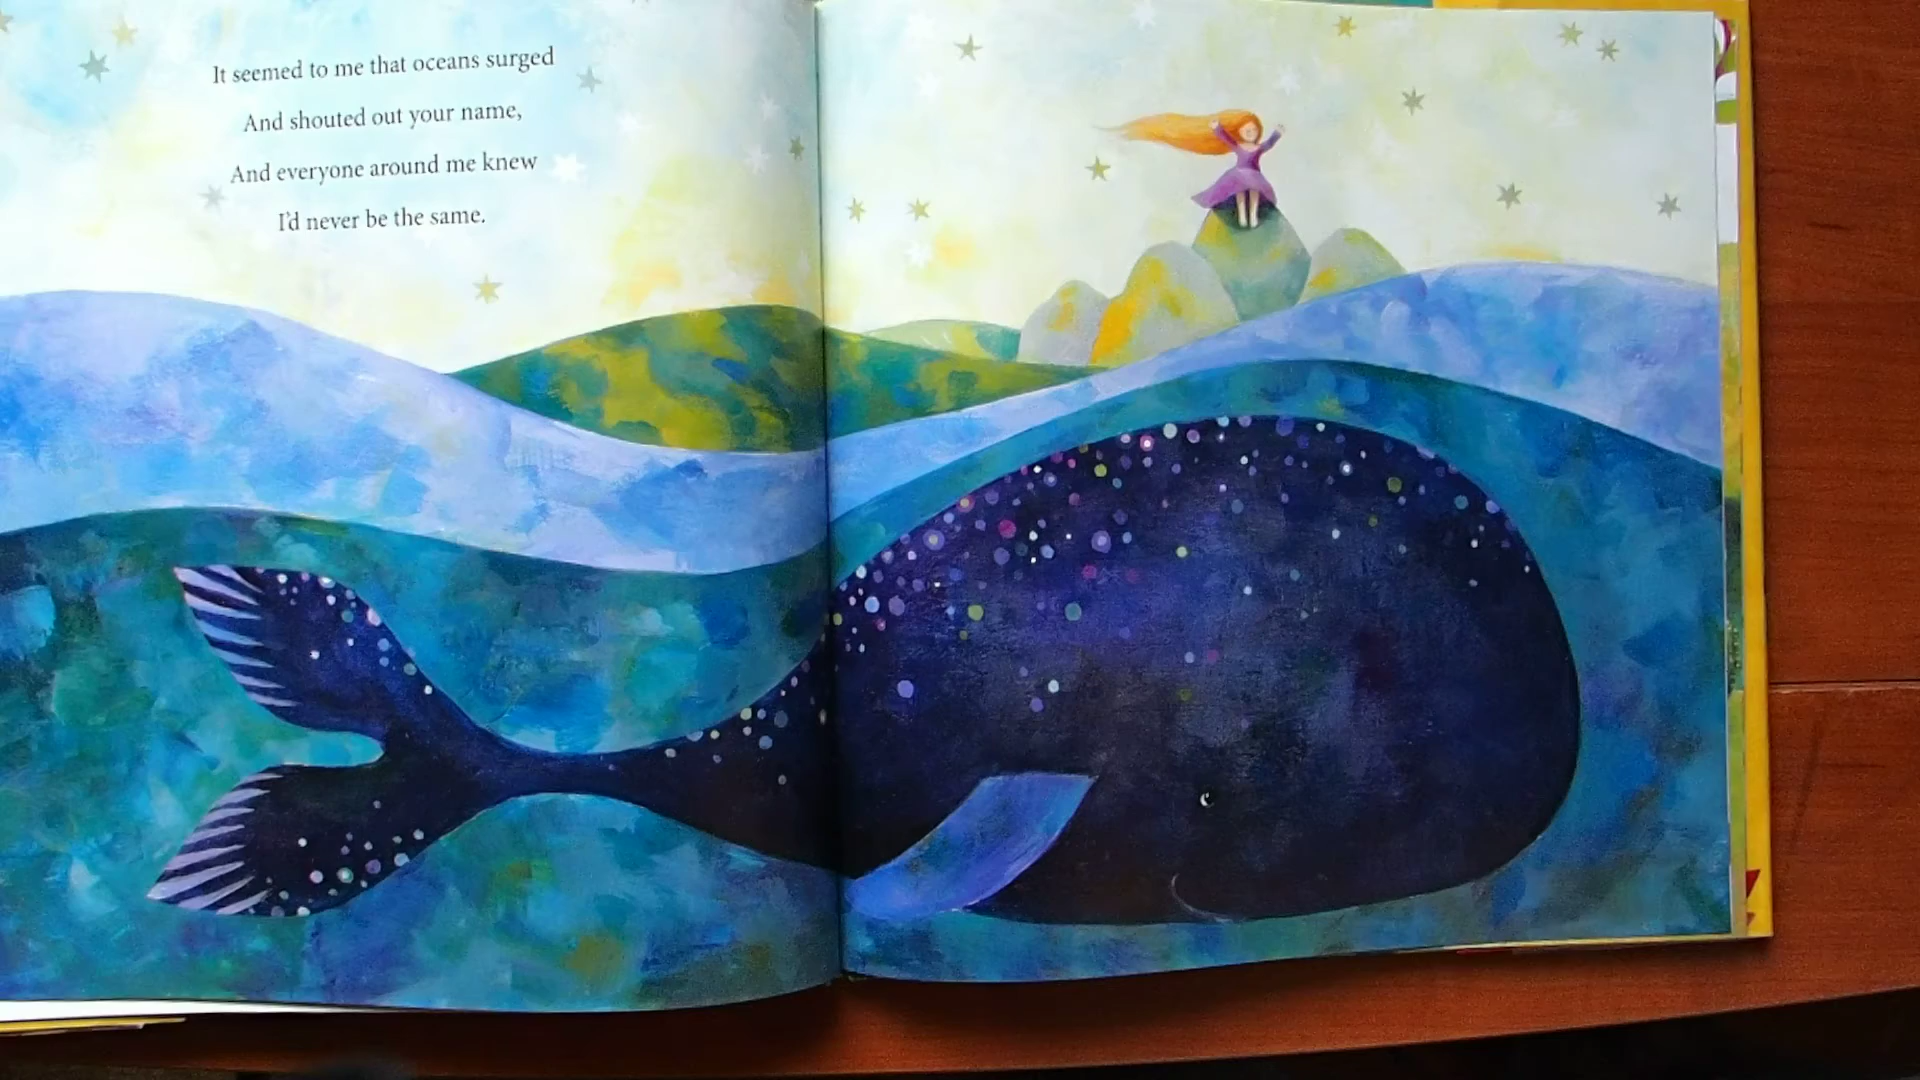 It seemed to me that oceans surged
And shouted out your name,
And everyone around me knew
I'd never be the same.